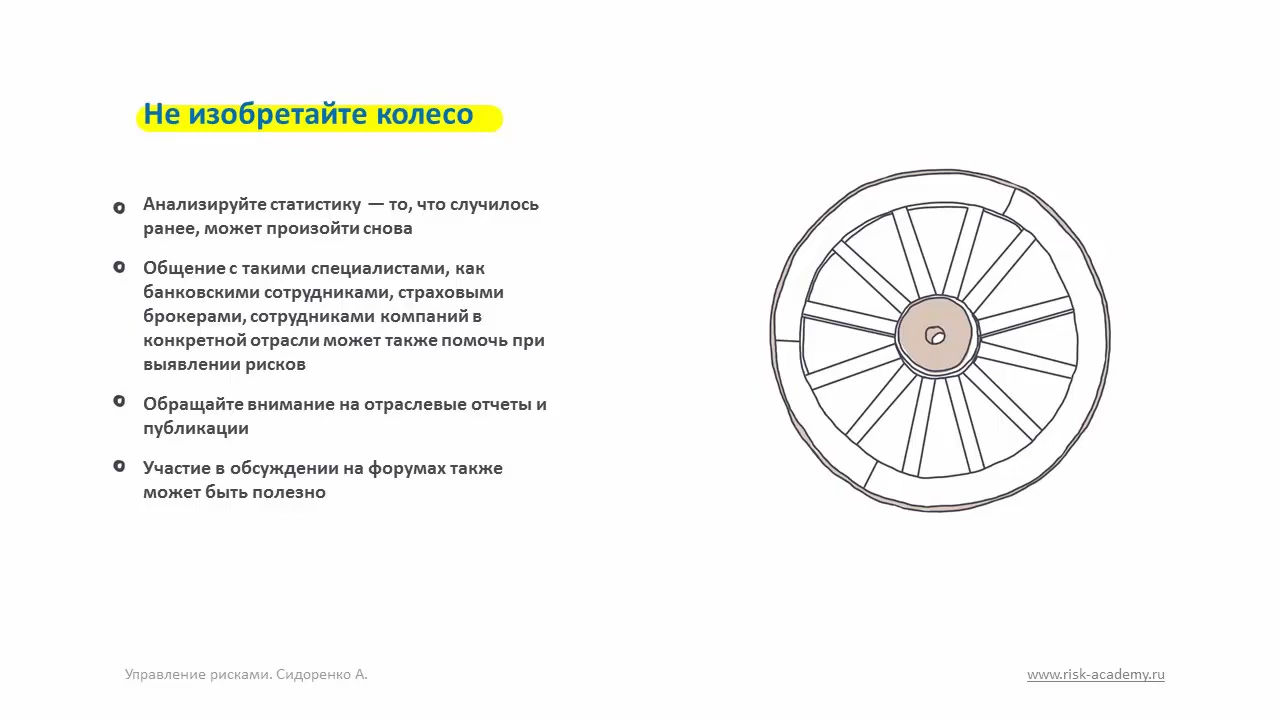 Не изобретайте колесо
Анализируйте статистику — то, что случилось
ранее, может произойти снова
Общение с такими специалистами, как
банковскими сотрудниками, страховыми
брокерами, сотрудниками компаний в
конкретной отрасли может также помочь при
выявлении рисков
Обращайте внимание на отраслевые отчеты и
публикации
Участие в обсуждении на форумах также
может быть полезно
Управление рисками. Сидоренко А.
www.risk-academy.ru